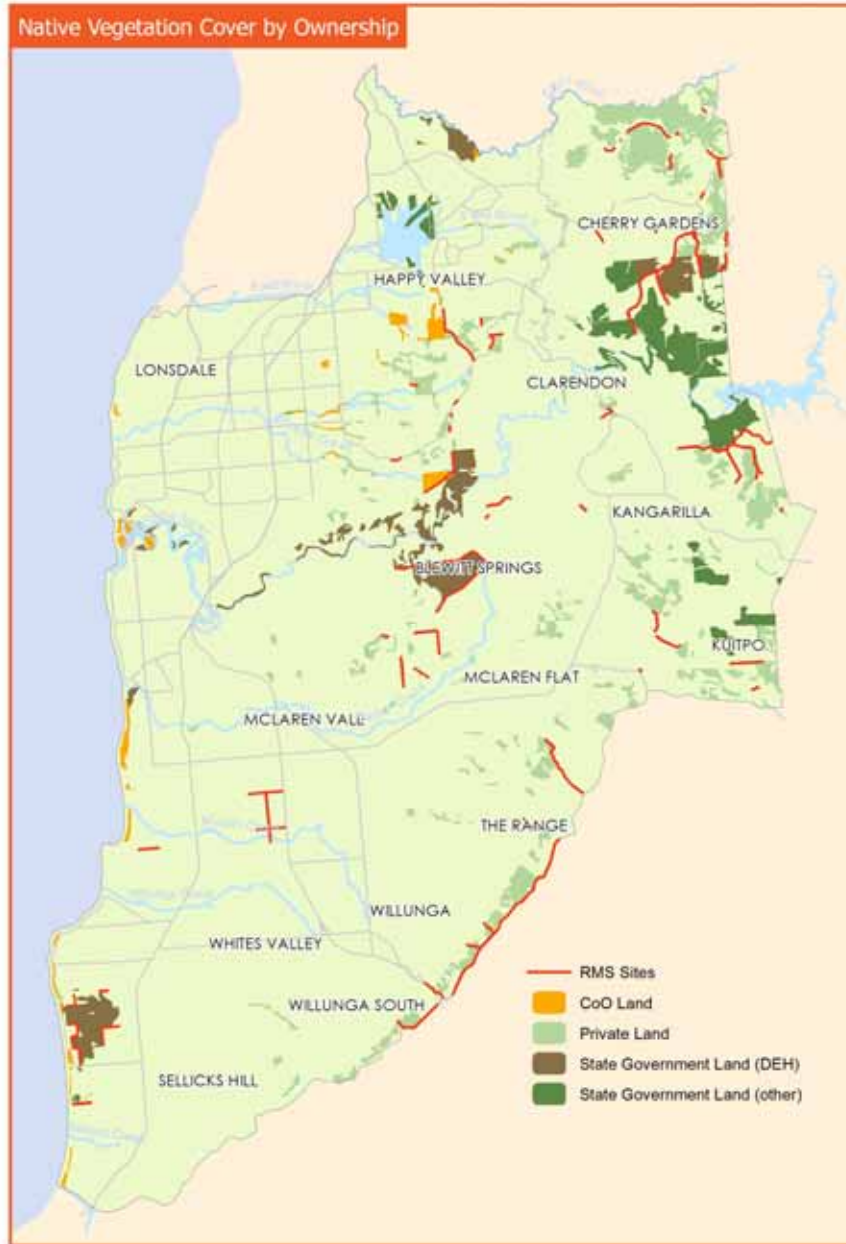 Native Vegetation Cover by Ownership
CHERRY GARDENS
HAPPY VALLEY
LONSDALE
CLARENDON
KANGARILLA
BLEWITT SPRINGS
KUITPO
MCLAREN FLAT
MCLAREN VALE
THE RANGE
WILLUNGA
WHITES VALLEY
WILLUNGA SOUTH
SELLICKS HILL
RMS Sites
CoO Land
Private Land
State Government Land (DEH)
State Government Land (other)